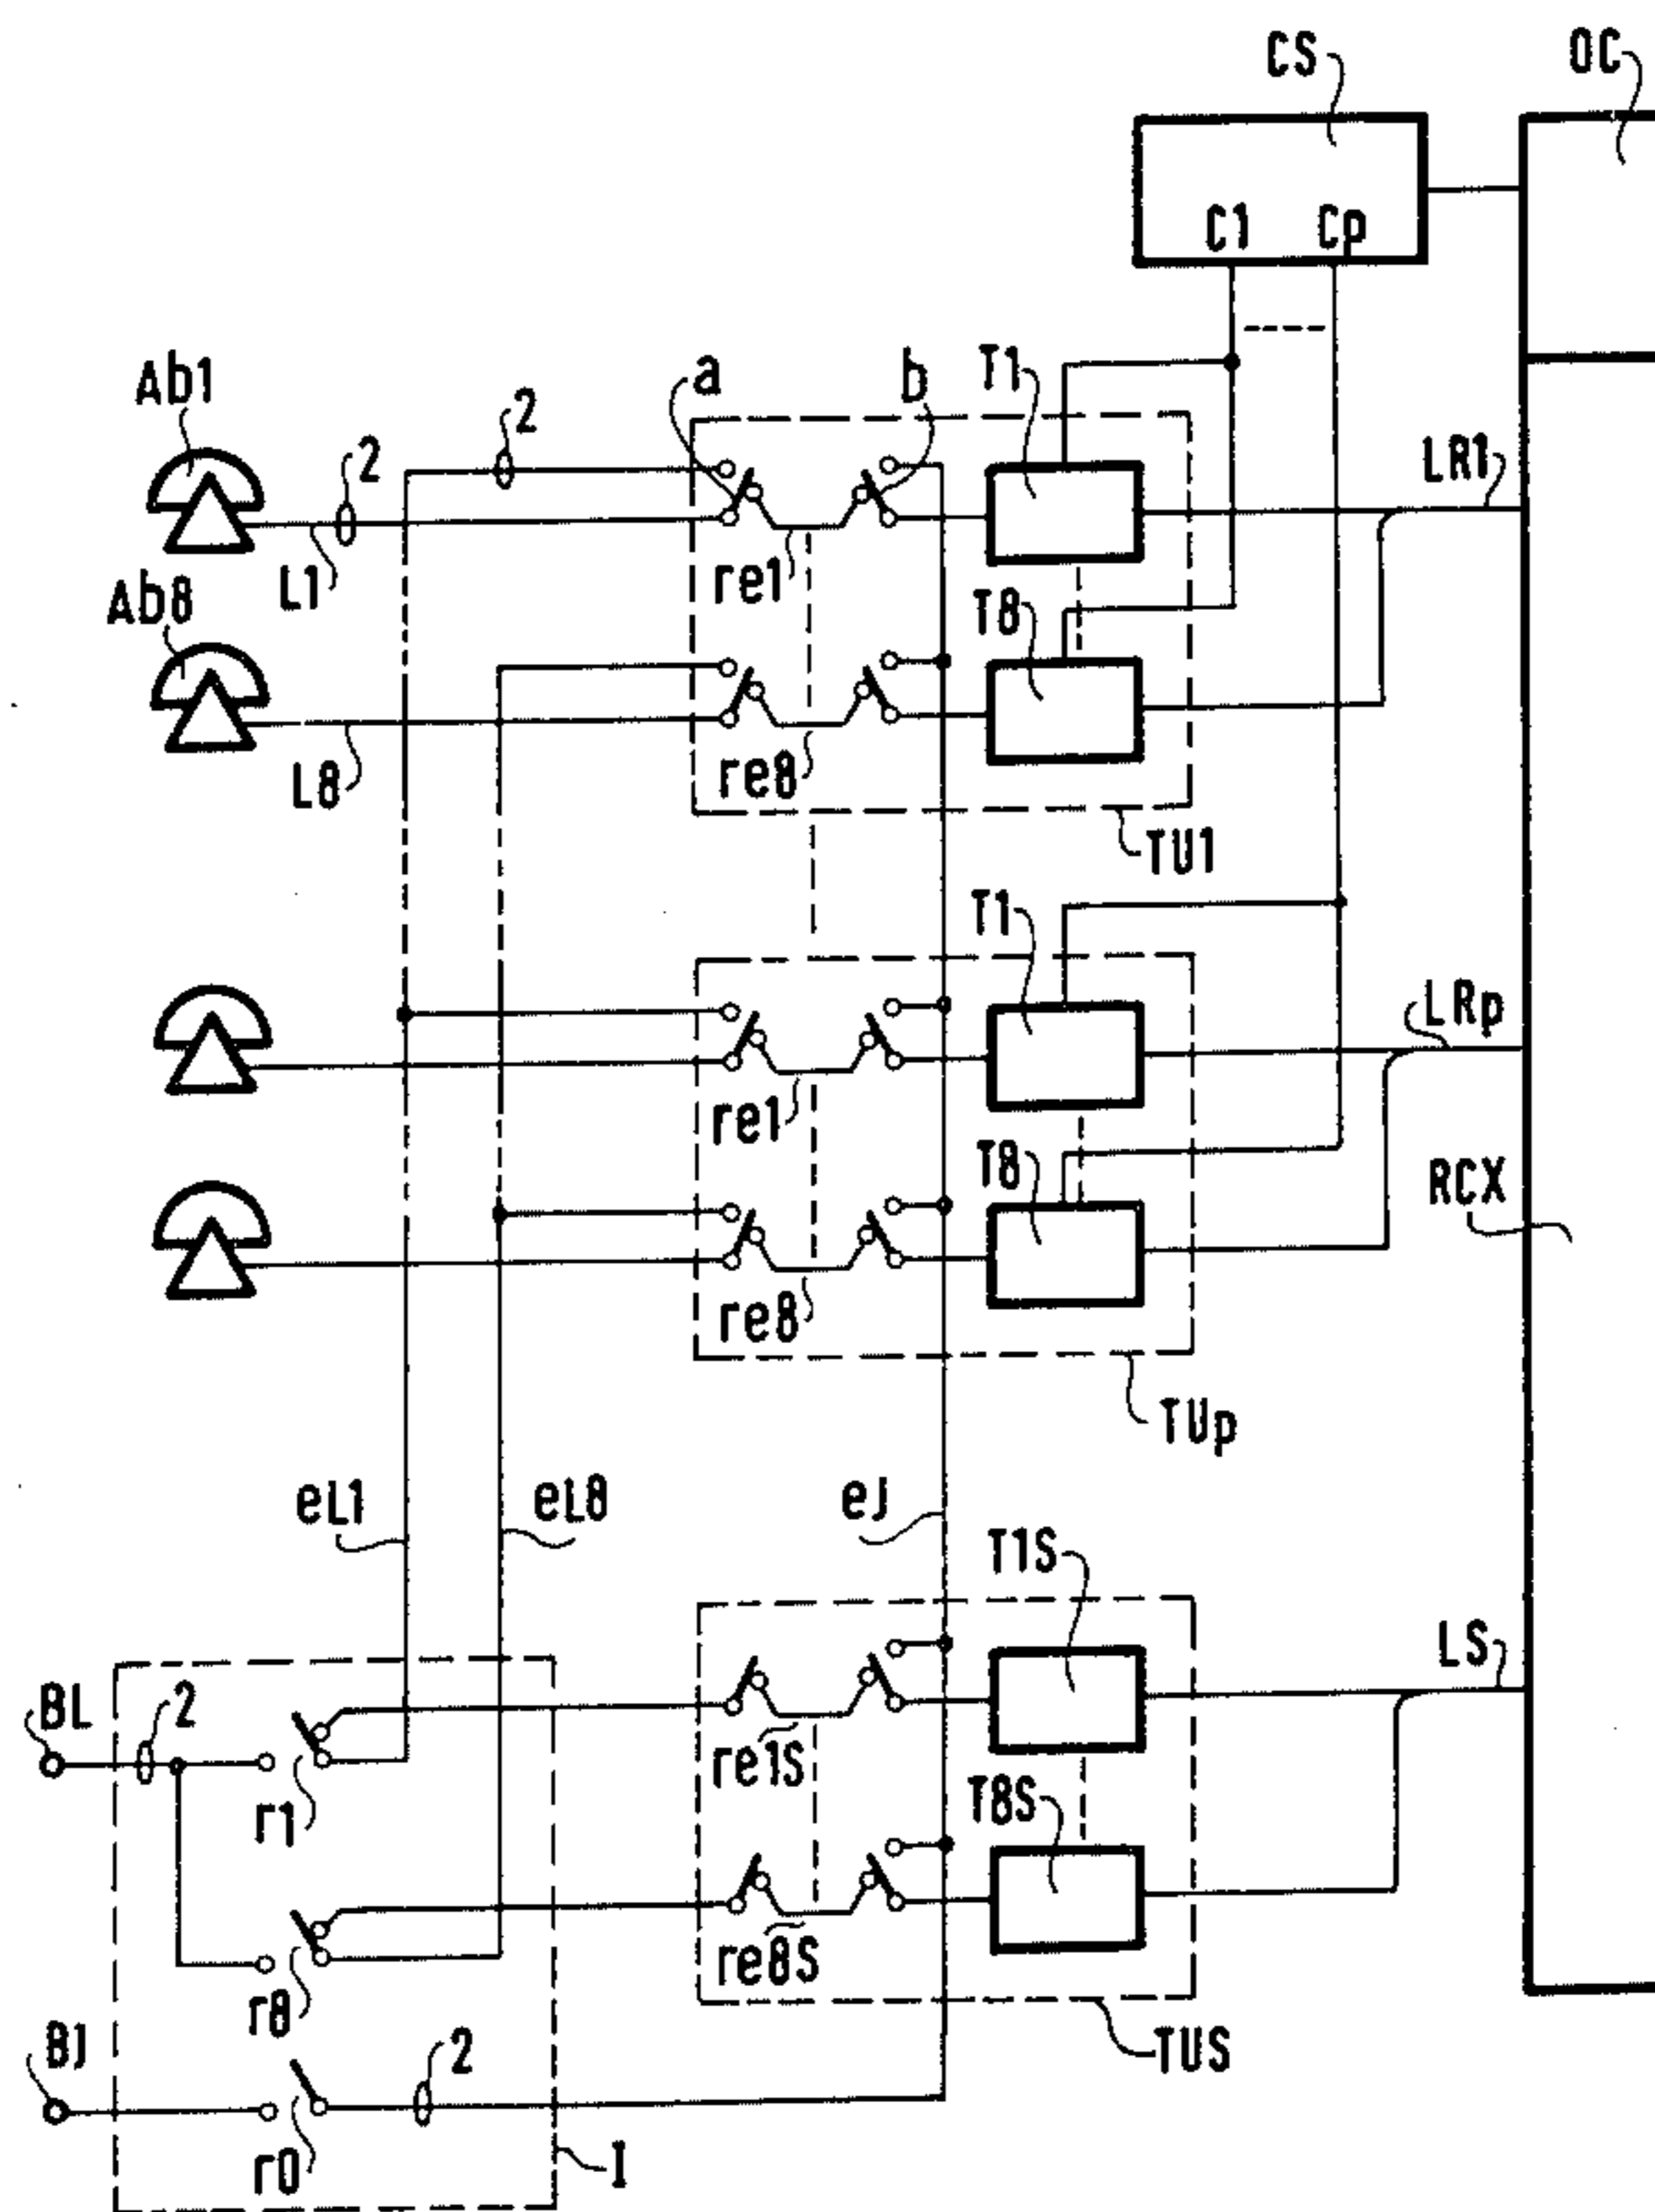 CS
OC
C1
Cp
Ab1
2
2
a
b
T1
LR1
L1
re1
Ab8
T8
L8
re8
TU1
T1
LRp
re1
T8
RCX
re8
TUp
eL1
eL8
eJ
T1S
LS
BL
2
r1
re1S
T8S
r8
re8S
BJ
2
TUS
r0
I